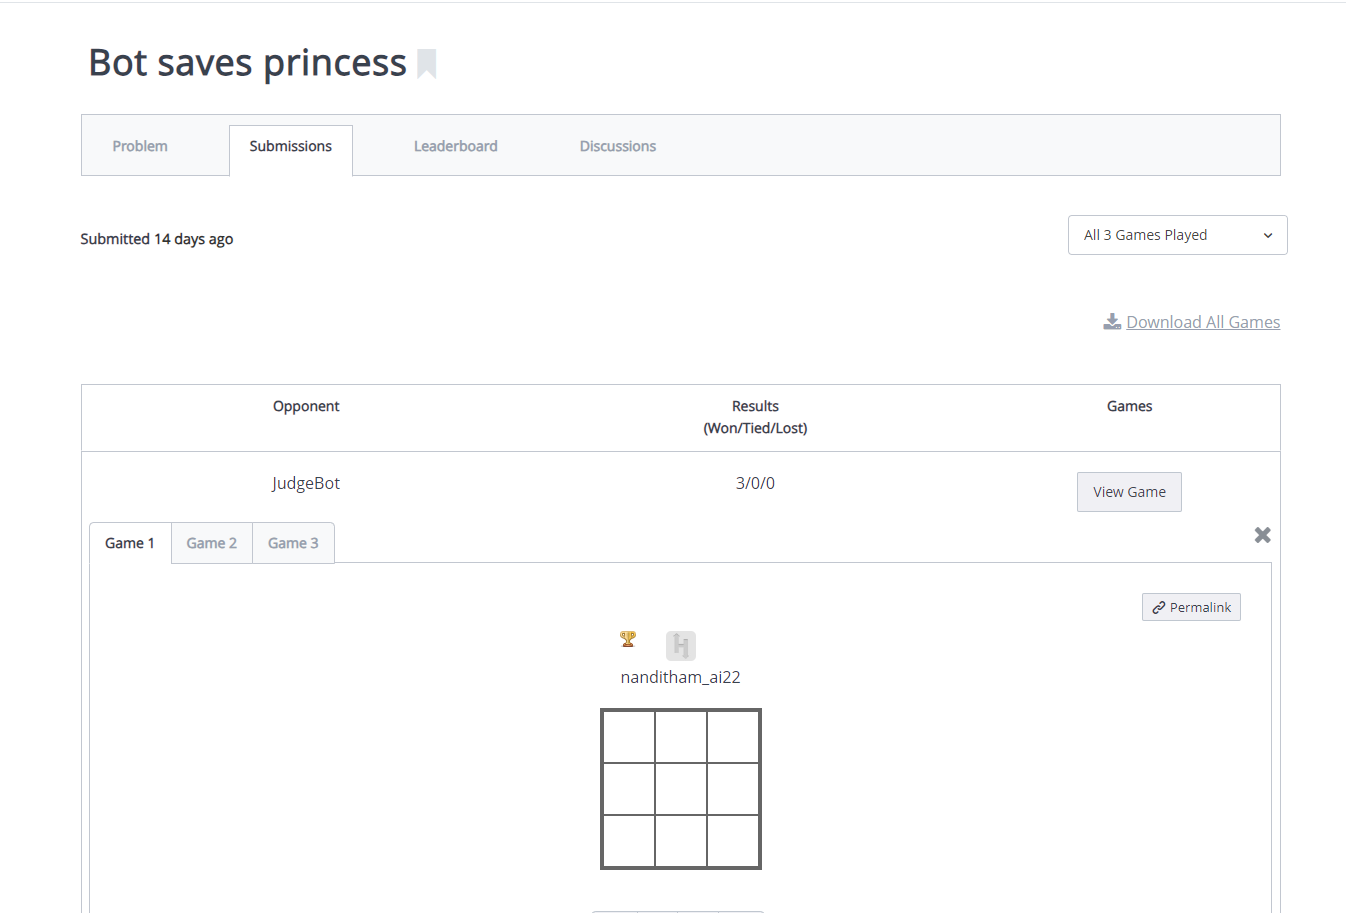 Bot saves princess
Problem Submissions Leaderboard Discussions
Submitted 14 days ago
All 3 Games Played
Download All Games
Opponent Results Games
(Won/Tied/Lost)
JudgeBot 3/0/0 View Game
Game 1 Game 2 Game 3
Permalink
H
nanditham_ai22